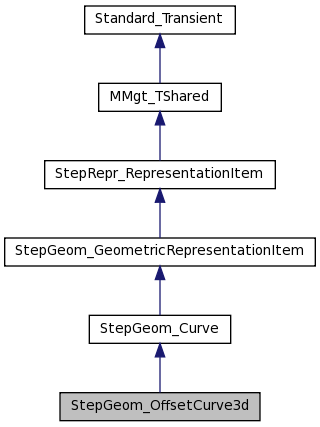 Standard_Transient
MMgt_TShared
StepRepr_RepresentationItem
StepGeom_GeometricRepresentationItem
StepGeom_Curve
StepGeom_OffsetCurve3d